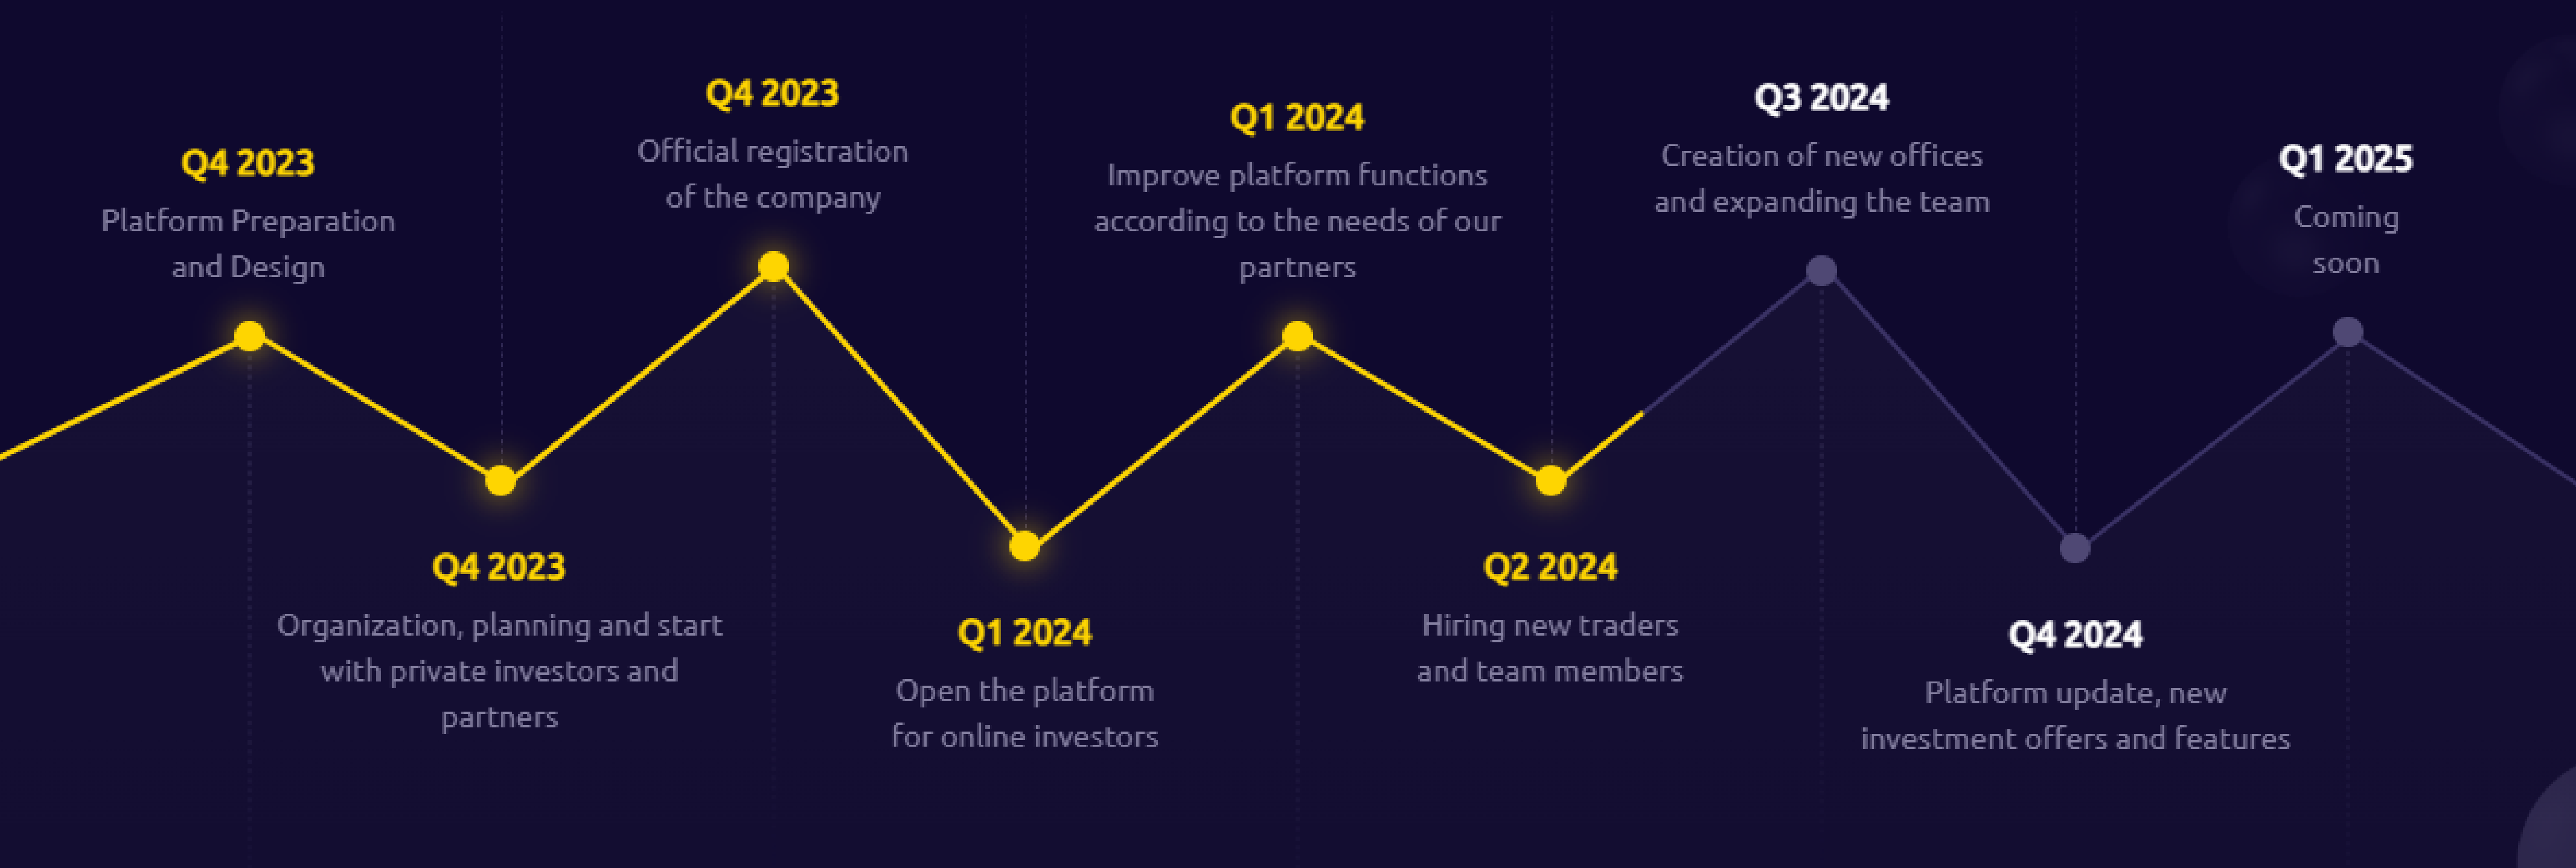 Q4 2023
Platform Preparation
and Design
Q4 2023
Organization, planning and start
with private investors and
partners
Q4 2023
Official registration
of the company
Q1 2024
Open the platform
for online investors
Q1 2024
Improve platform functions
according to the needs of our
partners
Q2 2024
Hiring new traders
and team members
Q3 2024
Creation of new offices
and expanding the team
Q4 2024
Platform update, new
investment offers and features
Q1 2025
Coming
soon